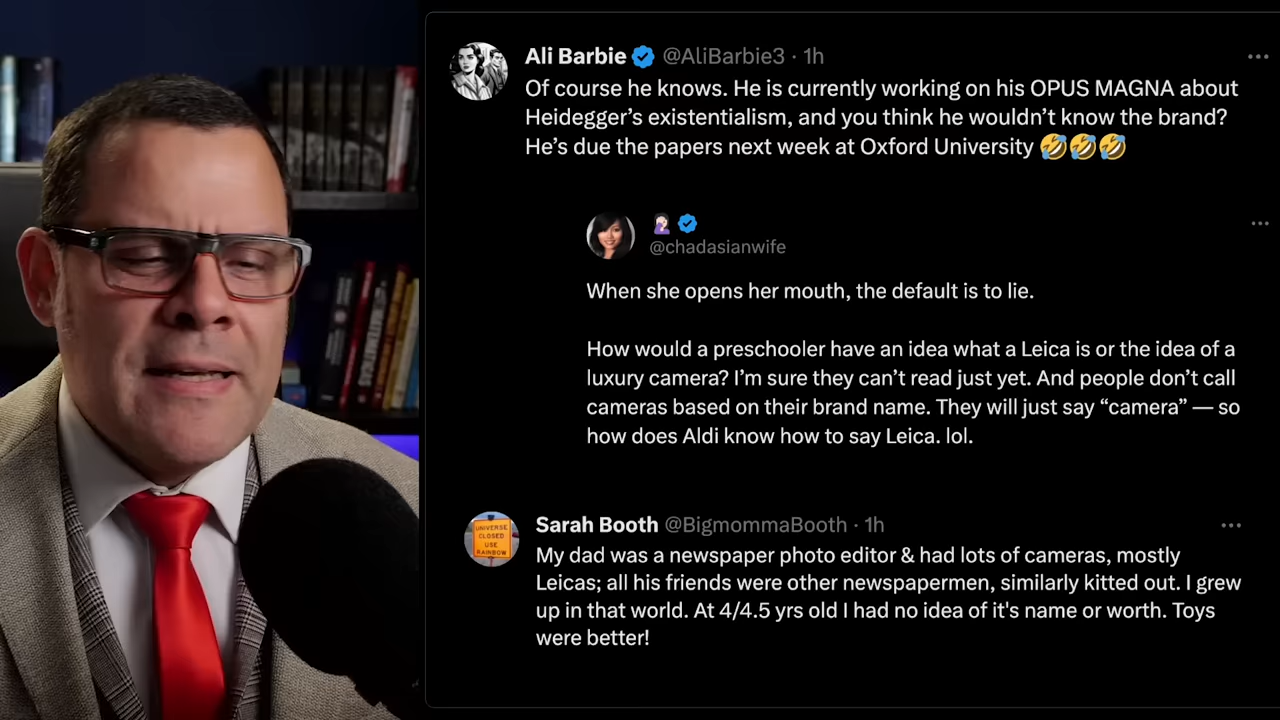 Ali Barbie @AliBarbie3 · 1h
Of course he knows. He is currently working on his OPUS MAGNA about
Heidegger’s existentialism, and you think he wouldn’t know the brand?
He’s due the papers next week at Oxford University 🤣🤣🤣
🤦🏻‍♀️
@chadasianwife
When she opens her mouth, the default is to lie.
How would a preschooler have an idea what a Leica is or the idea of a
luxury camera? I’m sure they can’t read just yet. And people don’t call
cameras based on their brand name. They will just say “camera” — so
how does Aldi know how to say Leica. lol.
Sarah Booth @BigmommaBooth · 1h
UNIVERSE
CLOSED
USE
RAINBOW
My dad was a newspaper photo editor & had lots of cameras, mostly
Leicas; all his friends were other newspapermen, similarly kitted out. I grew
up in that world. At 4/4.5 yrs old I had no idea of it's name or worth. Toys
were better!